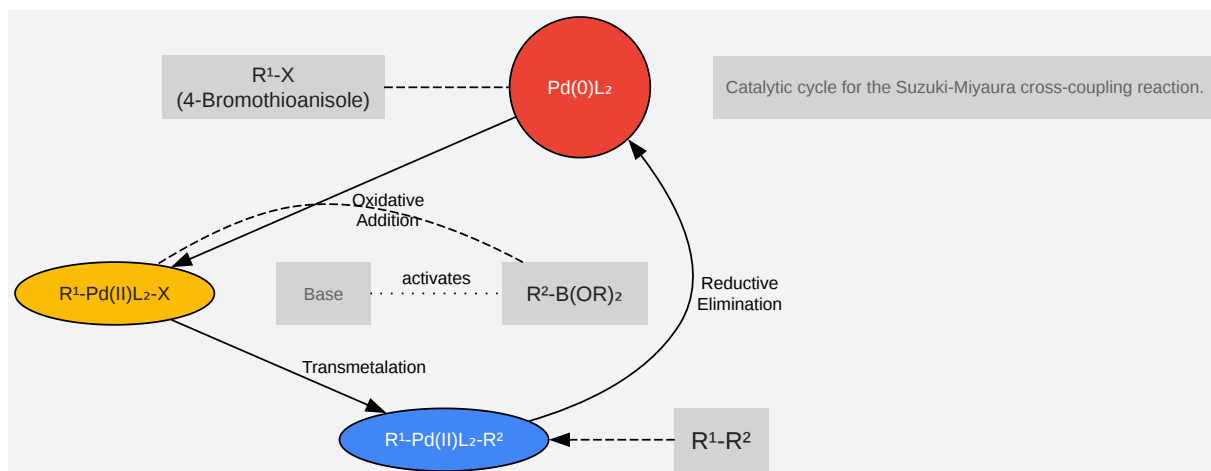 R¹-X
(4-Bromothioanisole)
Pd(0)L₂
Catalytic cycle for the Suzuki-Miyaura cross-coupling reaction.
Oxidative
Addition
R¹-Pd(II)L₂-X
Base
activates
R²-B(OR)₂
Reductive
Elimination
Transmetalation
R¹-Pd(II)L₂-R²
R¹-R²